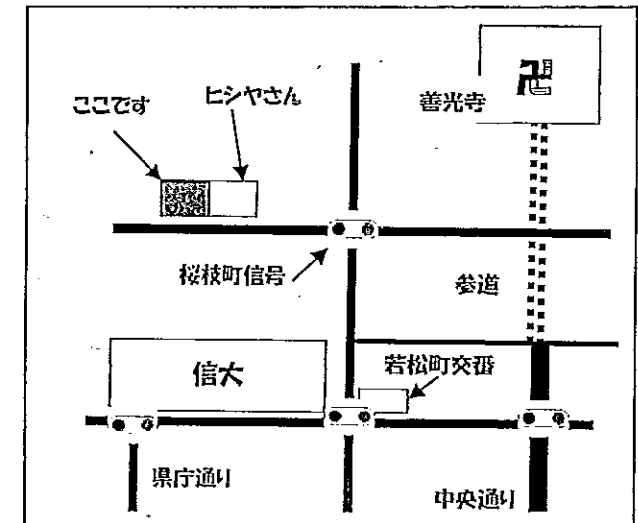 卍
善光寺
ヒシヤさん
ここです
桜枝町信号
参道
若松町交番
信大
県庁通り
中央通り